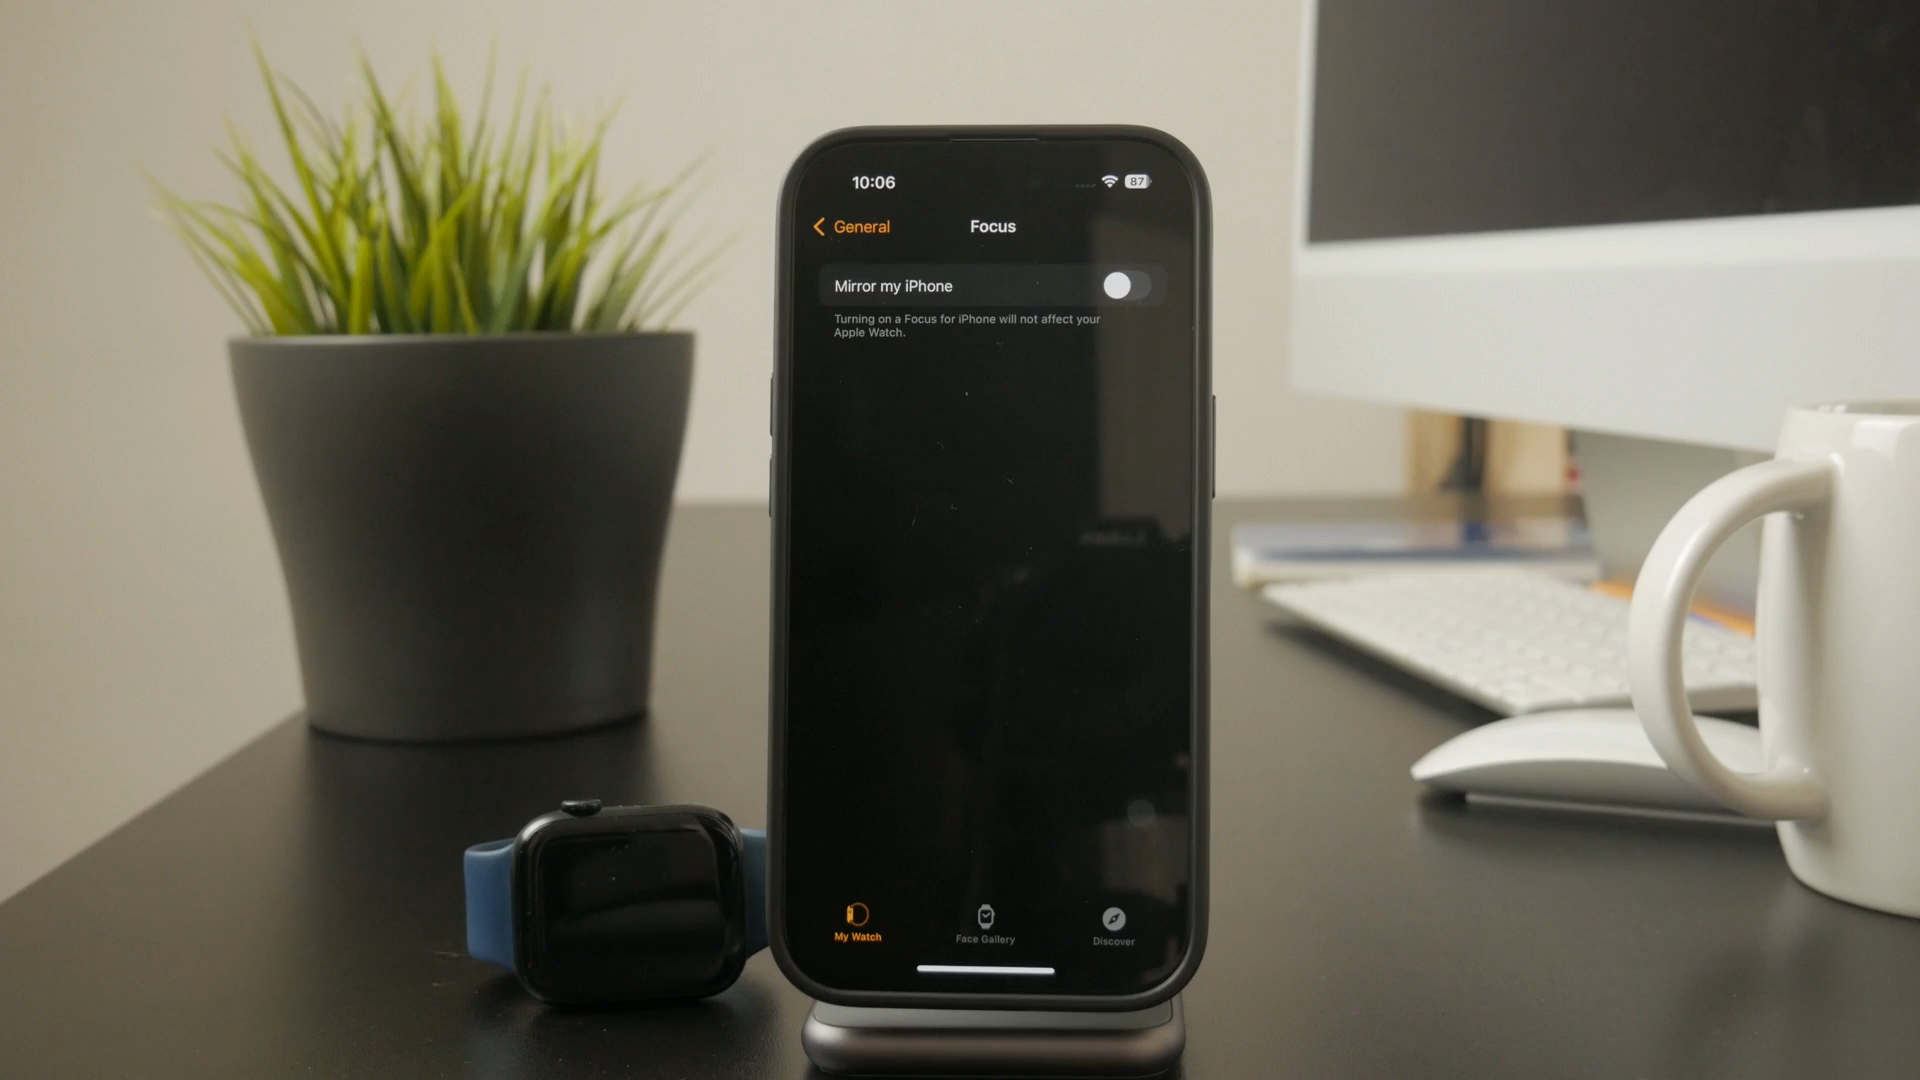 10:06
87
General
Focus
Mirror my iPhone
Turning on a Focus for iPhone will not affect your
Apple Watch.
My Watch
Face Gallery
Discover